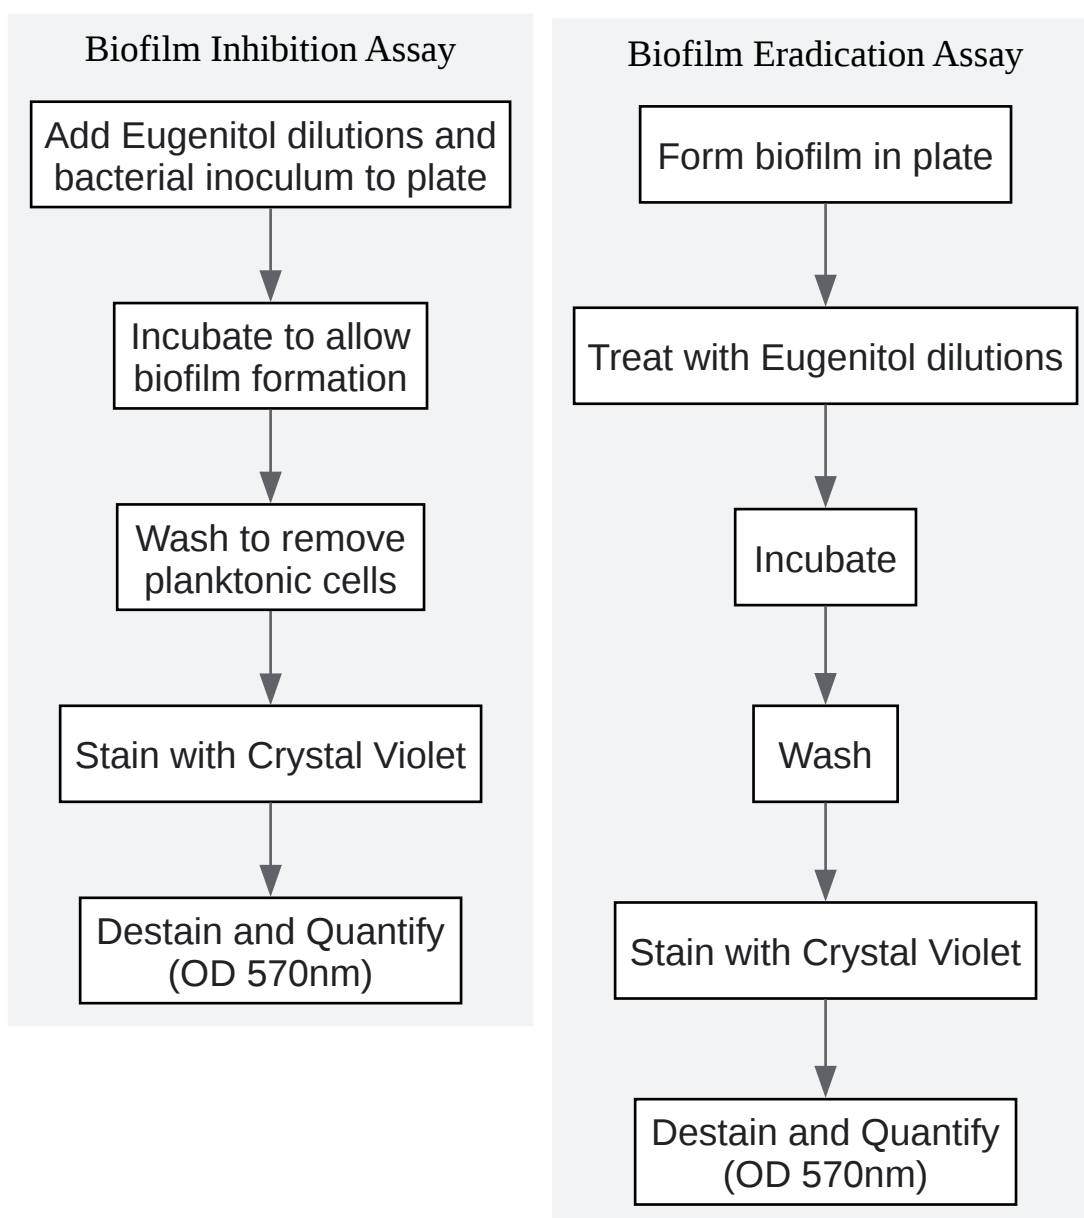 Biofilm Inhibition Assay
Add Eugenitol dilutions and
bacterial inoculum to plate
Incubate to allow
biofilm formation
Wash to remove
planktonic cells
Stain with Crystal Violet
Destain and Quantify
(OD 570nm)
Biofilm Eradication Assay
Form biofilm in plate
Treat with Eugenitol dilutions
Incubate
Wash
Stain with Crystal Violet
Destain and Quantify
(OD 570nm)